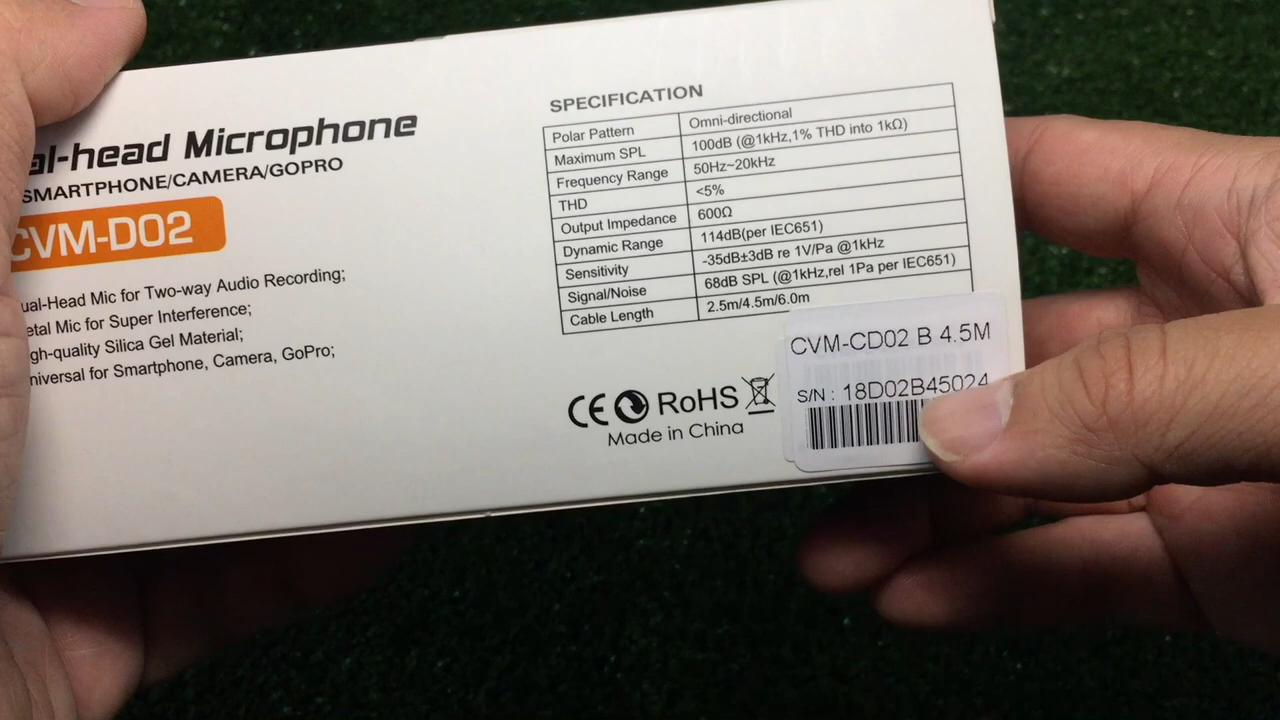 al-head Microphone
SMARTPHONE/CAMERA/GOPRO
CVM-D02
ual-Head Mic for Two-way Audio Recording;
etal Mic for Super Interference;
gh-quality Silica Gel Material;
niversal for Smartphone, Camera, GoPro;
SPECIFICATION
Polar Pattern Omni-directional
Maximum SPL 100dB (@1kHz,1% THD into 1kΩ)
Frequency Range 50Hz~20kHz
THD <5%
Output Impedance 600Ω
Dynamic Range 114dB(per IEC651)
Sensitivity -35dB±3dB re 1V/Pa @1kHz
Signal/Noise 68dB SPL (@1kHz,rel 1Pa per IEC651)
Cable Length 2.5m/4.5m/6.0m
CE RoHS
Made in China
CVM-CD02 B 4.5M
S/N : 18D02B45024